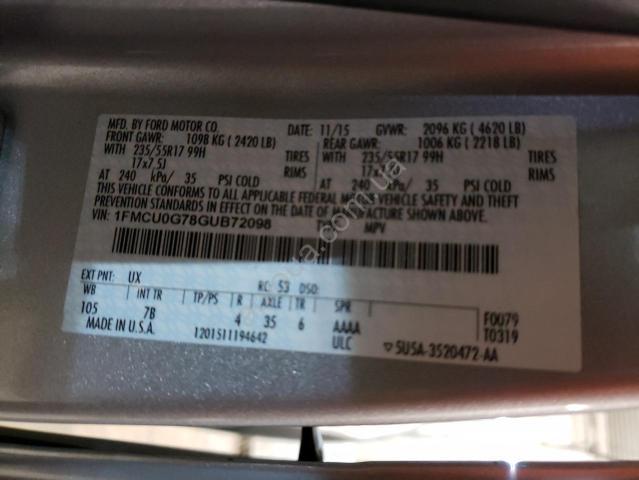 MFD. BY FORD MOTOR CO. DATE: 11/15 GVWR: 2096 KG ( 4620 LB)
FRONT GAWR: 1098 KG ( 2420 LB) REAR GAWR: 1006 KG ( 2218 LB)
WITH 235/55R17 99H TIRES WITH 235/55R17 99H TIRES
17x7.5J RIMS 17x7.5J RIMS
AT 240 kPa/ 35 PSI COLD AT 240 kPa/ 35 PSI COLD
THIS VEHICLE CONFORMS TO ALL APPLICABLE FEDERAL MOTOR VEHICLE SAFETY AND THEFT
PREVENTION STANDARDS IN EFFECT ON THE DATE OF MANUFACTURE SHOWN ABOVE.
VIN: 1FMCU0G78GUB72098 TYPE: MPV
EXT PNT: UX RC: 53 DSO:
WB INT TR TP/PS R AXLE TR SPR
105 7B 4 35 6 AAAA F0079
MADE IN U.S.A. 1201511194642 ULC T0319
5U5A-3520472-AA